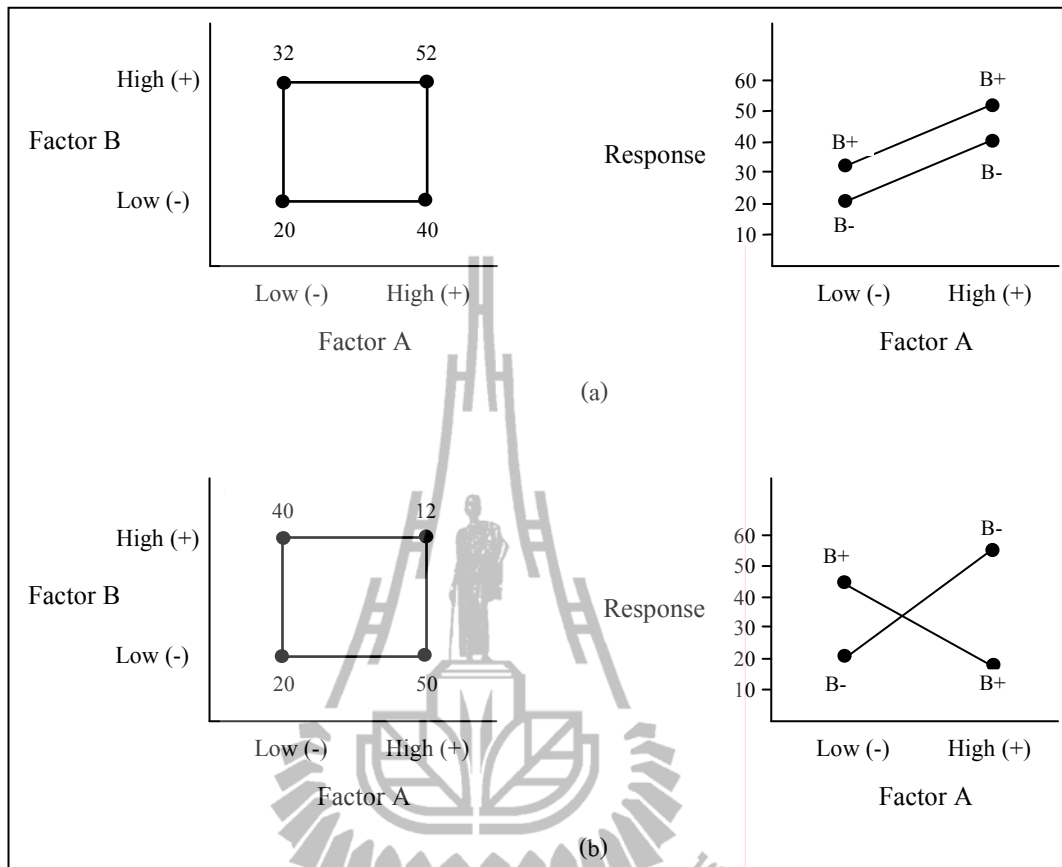 32 52
High (+)
Factor B
Low (-)
20 40
Low (-) High (+)
Factor A
60
50
40
30
20
10
Response
B+
B+
B-
B-
Low (-) High (+)
Factor A
(a)
40 12
High (+)
Factor B
Low (-)
20 50
Low (-) High (+)
Factor A
60
50
40
30
20
10
Response
B-
B+
B-
B+
Low (-) High (+)
Factor A
(b)